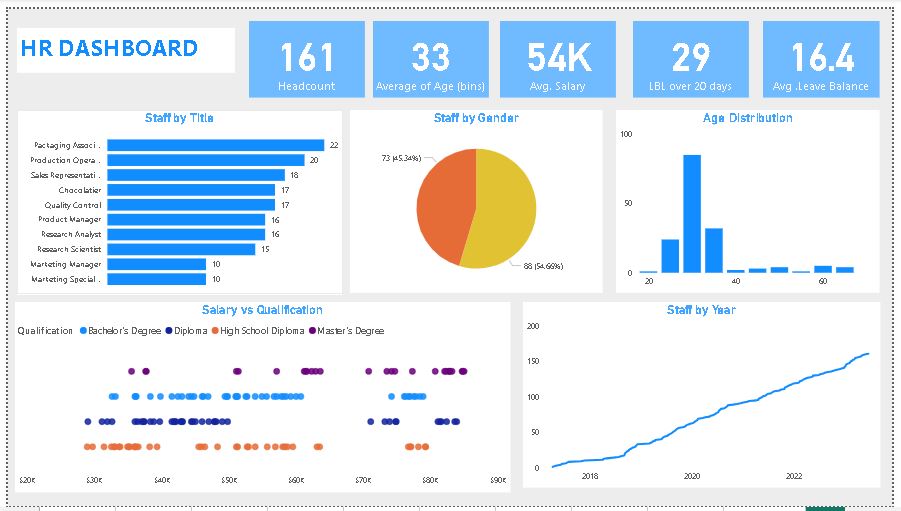 HR DASHBOARD
161
Headcount
33
Average of Age (bins)
54K
Avg. Salary
29
LBL over 20 days
16.4
Avg .Leave Balance
Staff by Title
Packaging Associ...
22
Production Opera...
20
Sales Representati...
18
Chocolatier
17
Quality Control
17
Product Manager
16
Research Analyst
16
Research Scientist
15
Marketing Manager
10
Marketing Special...
10
Staff by Gender
73 (45.34%)
88 (54.66%)
Age Distribution
100
50
0
20
40
60
Salary vs Qualification
Qualification
Bachelor's Degree
Diploma
High School Diploma
Master's Degree
$20K
$30K
$40K
$50K
$60K
$70K
$80K
$90K
Staff by Year
200
150
100
50
0
2018
2020
2022